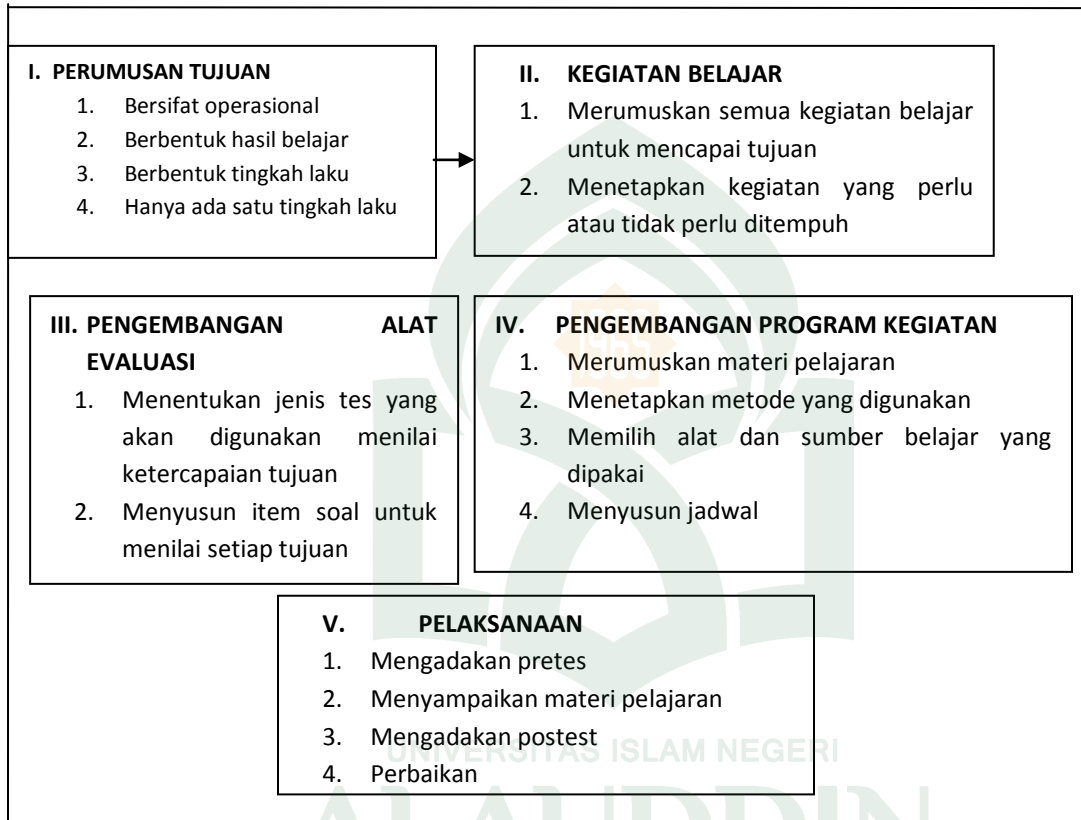 I. PERUMUSAN TUJUAN
1. Bersifat operasional
2. Berbentuk hasil belajar
3. Berbentuk tingkah laku
4. Hanya ada satu tingkah laku
II. KEGIATAN BELAJAR
1. Merumuskan semua kegiatan belajar
untuk mencapai tujuan
2. Menetapkan kegiatan yang perlu
atau tidak perlu ditempuh
III. PENGEMBANGAN ALAT
EVALUASI
1. Menentukan jenis tes yang
akan digunakan menilai
ketercapaian tujuan
2. Menyusun item soal untuk
menilai setiap tujuan
IV. PENGEMBANGAN PROGRAM KEGIATAN
1. Merumuskan materi pelajaran
2. Menetapkan metode yang digunakan
3. Memilih alat dan sumber belajar yang
dipakai
4. Menyusun jadwal
1965
V. PELAKSANAAN
1. Mengadakan pretes
2. Menyampaikan materi pelajaran
3. Mengadakan postest
4. Perbaikan
UNIVERSITAS ISLAM NEGERI
ALAUDDIN